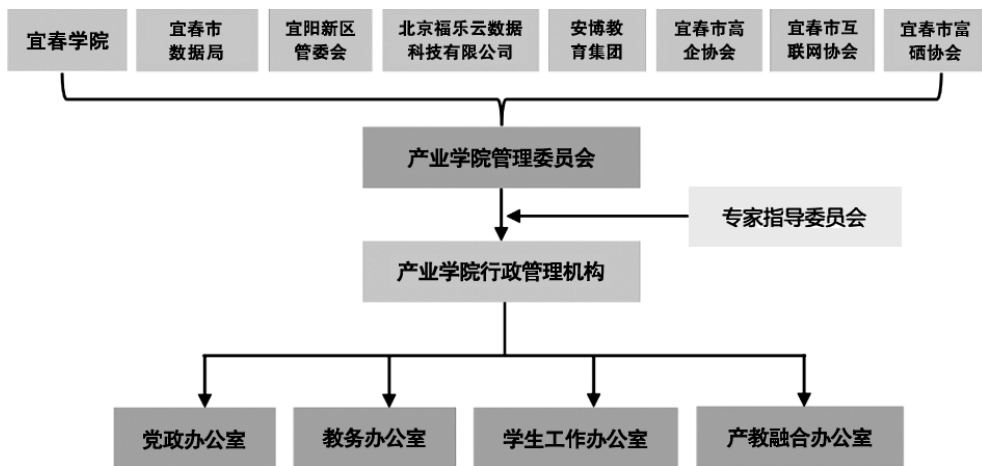 宜春学院
宜春市
数据局
宜阳新区
管委会
北京福乐云数据
科技有限公司
安博教
育集团
宜春市高
企协会
宜春市互
联网协会
宜春市富
硒协会
产业学院管理委员会
专家指导委员会
产业学院行政管理机构
党政办公室
教务办公室
学生工作办公室
产教融合办公室